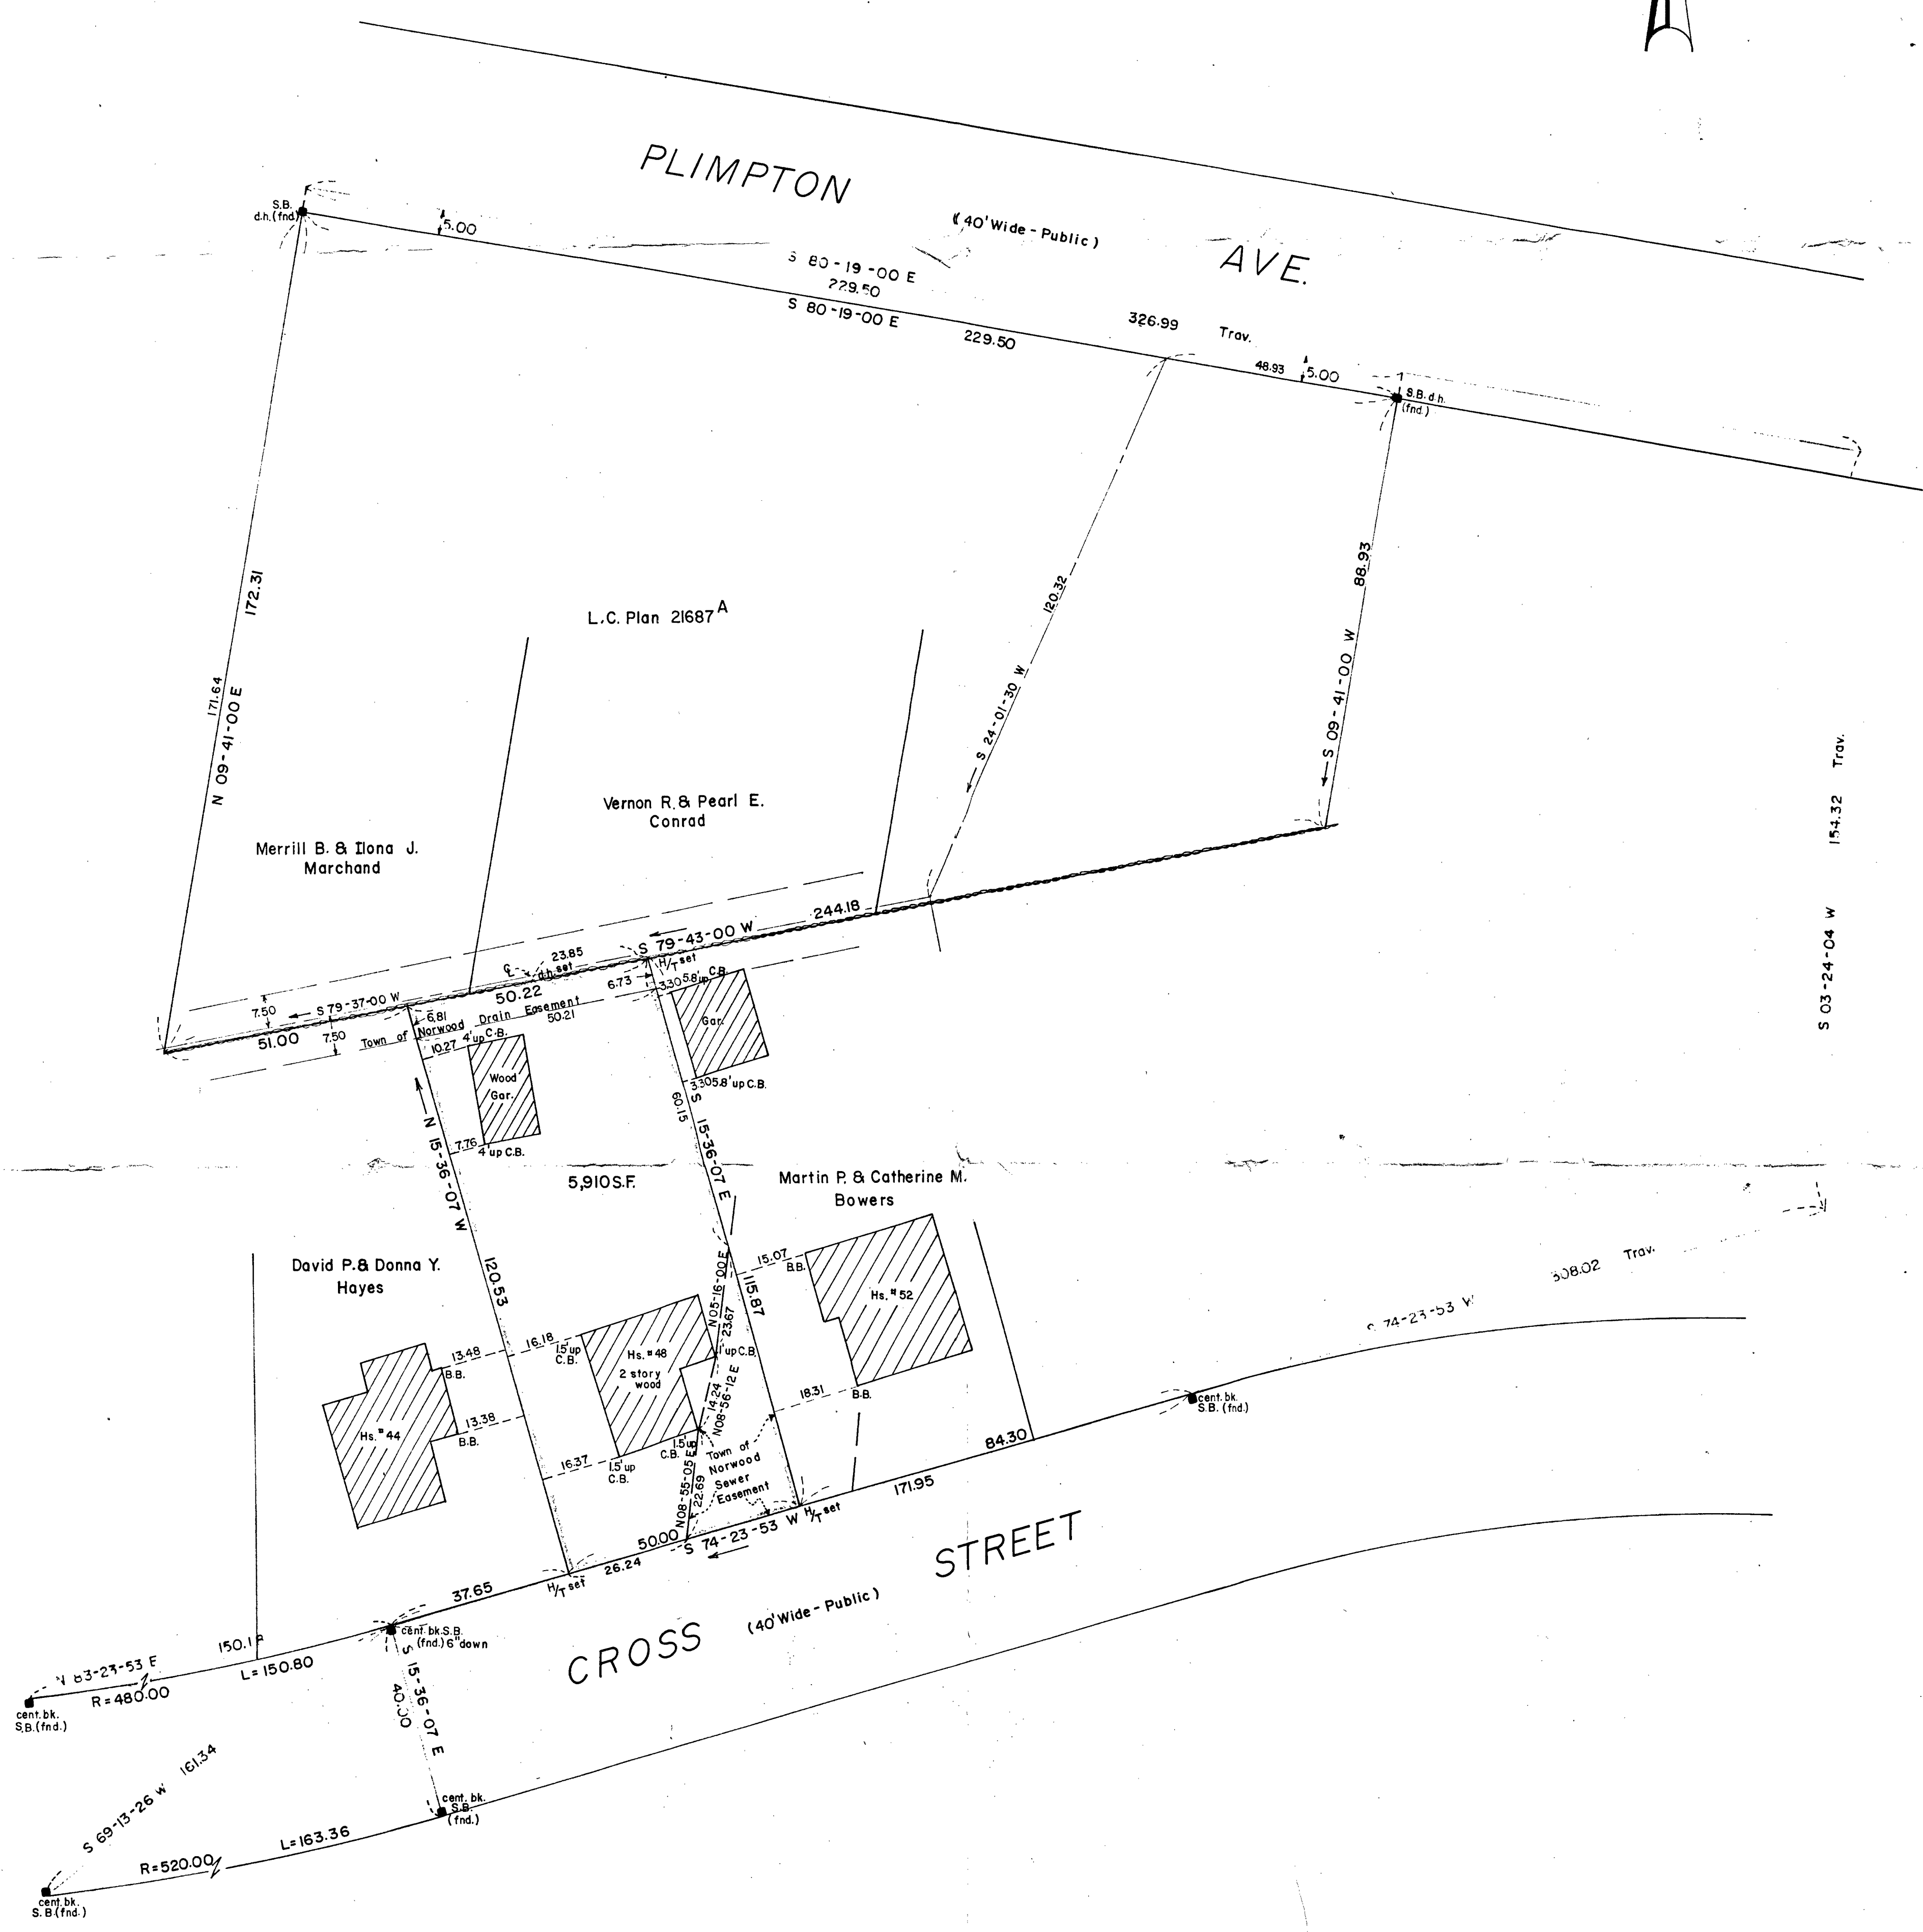 PLIMPTON
(40' Wide - Public)
AVE.
S.B.
d.h. (fnd.)
5.00
S 80-19-00 E
229.50
S 80-19-00 E
229.50
326.99 Trav.
48.93
5.00
S.B. d.h.
(fnd.)
172.31
171.64
N 09-41-00 E
L.C. Plan 21687A
120.32
S 24-01-30 W
88.93
S 09-41-00 W
154.32 Trav.
S 03-24-04 W
Vernon R. & Pearl E.
Conrad
Merrill B. & Ilona J.
Marchand
244.18
S 79-43-00 W
23.85
℄
d.h. set
H/T set
6.73
3.30 5.8' up C.B.
50.22
S 79-37-00 W
7.50
51.00
7.50
6.81
Town of Norwood Drain Easement
50.21
10.27 4' up C.B.
Gar.
Wood
Gar.
3.30 5.8' up C.B.
60.15
S 15-36-07 E
N 15-36-07 W
7.76
4' up C.B.
5,910 S.F.
Martin P. & Catherine M.
Bowers
David P. & Donna Y.
Hayes
120.53
N 05-16-00 E
23.67
115.87
15.07
B.B.
Hs. # 52
308.02 Trav.
S 74-23-53 W
13.48
B.B.
16.18
1.5' up
C.B.
Hs. # 48
2 story
wood
1' up C.B.
14.24
N 08-56-12 E
18.31
B.B.
cent. bk.
S.B. (fnd.)
Hs. # 44
13.38
B.B.
16.37
1.5' up
C.B.
1.5' up
C.B.
N 08-55-05 E
22.69
Town of
Norwood
Sewer
Easement
84.30
171.95
H/T set
50.00
S 74-23-53 W
26.24
H/T set
STREET
37.65
CROSS
(40' Wide - Public)
cent. bk. S.B.
(fnd.) 6" down
N 83-23-53 E
L = 150.80
R = 480.00
cent. bk.
S.B. (fnd.)
S 15-36-07 E
40.00
S 69-13-26 W 161.34
cent. bk.
S.B.
(fnd.)
L = 163.36
R = 520.00
cent. bk.
S.B. (fnd.)